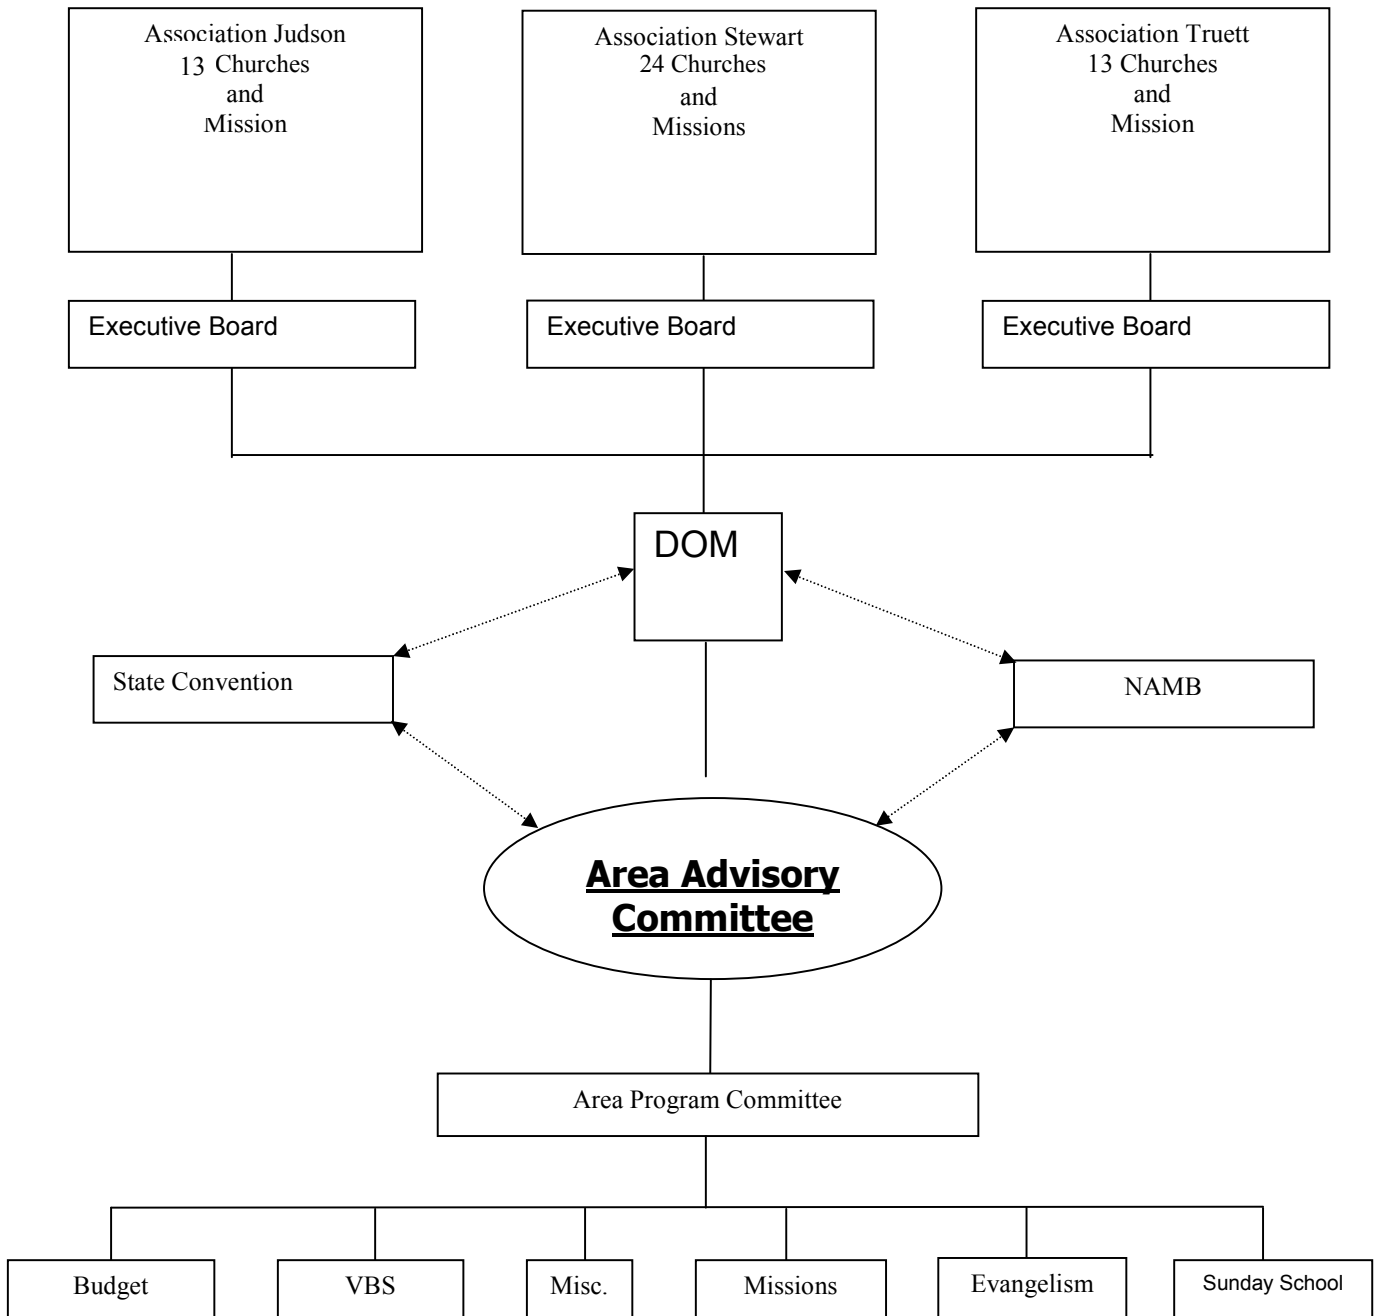 Association Judson
13 Churches
and
Mission
Association Stewart
24 Churches
and
Missions
Association Truett
13 Churches
and
Mission
Executive Board
Executive Board
Executive Board
DOM
State Convention
NAMB
Area Advisory
Committee
Area Program Committee
Budget
VBS
Misc.
Missions
Evangelism
Sunday School